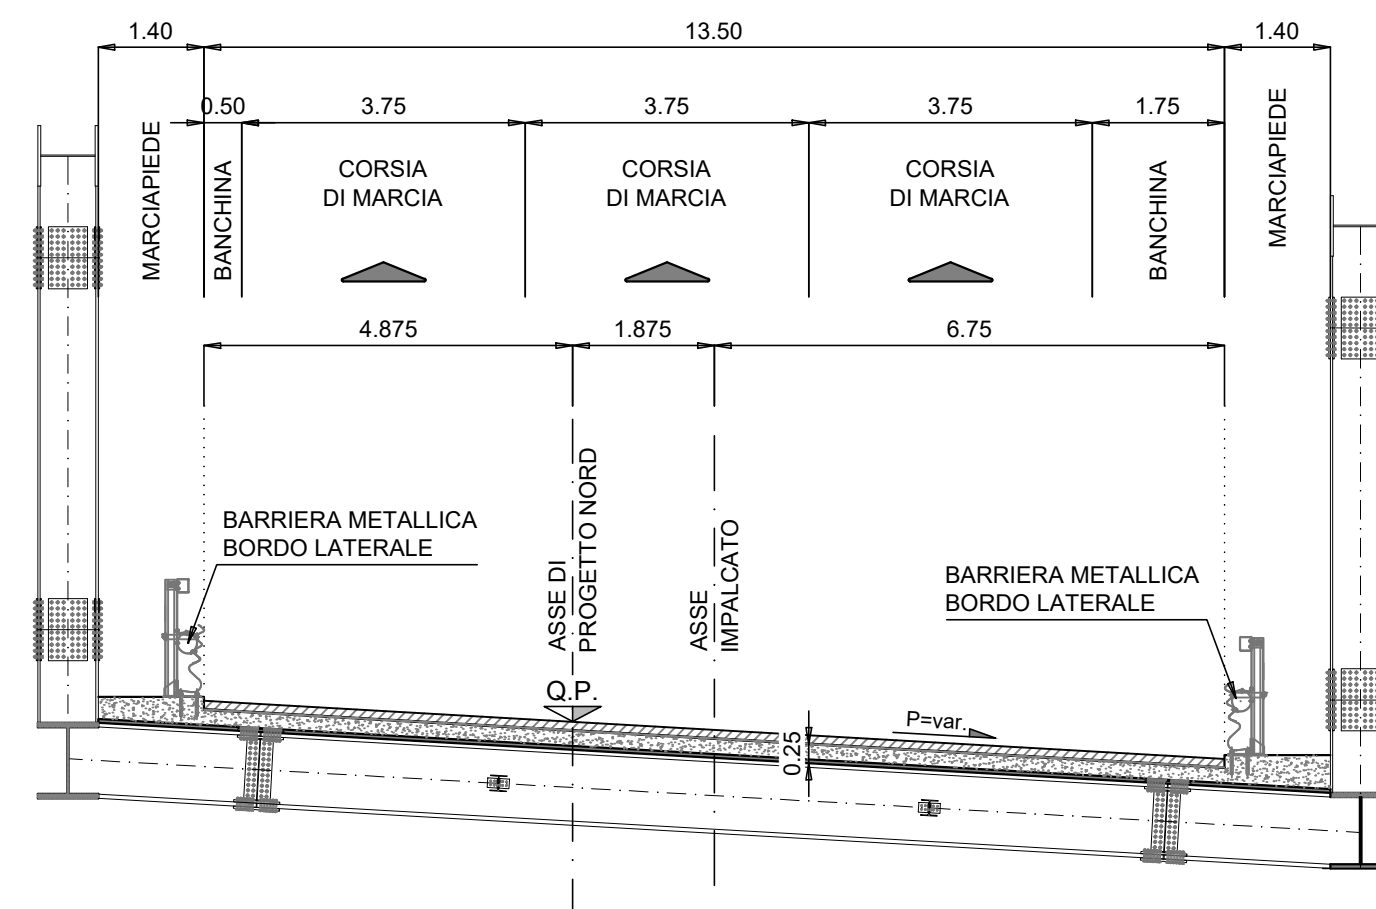 1.40
13.50
1.40
0.50
3.75
3.75
3.75
1.75
MARCIAPIEDE
BANCHINA
CORSIA
DI MARCIA
CORSIA
DI MARCIA
CORSIA
DI MARCIA
BANCHINA
MARCIAPIEDE
4.875
1.875
6.75
BARRIERA METALLICA
BORDO LATERALE
ASSE DI
PROGETTO NORD
ASSE
IMPALCATO
BARRIERA METALLICA
BORDO LATERALE
Q.P.
P=var.
0.25